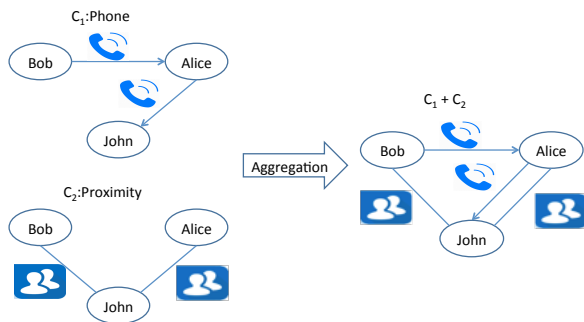 C₁:Phone
Bob
Alice
John
C₂:Proximity
Bob
Alice
John
Aggregation
C₁ + C₂
Bob
Alice
John